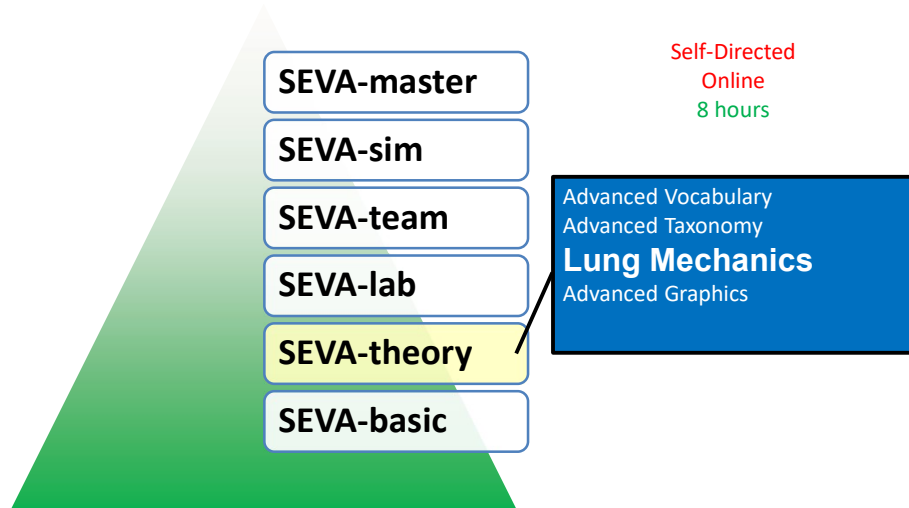 SEVA-master
SEVA-sim
SEVA-team
SEVA-lab
SEVA-theory
SEVA-basic
Self-Directed
Online
8 hours
Advanced Vocabulary
Advanced Taxonomy
Lung Mechanics
Advanced Graphics